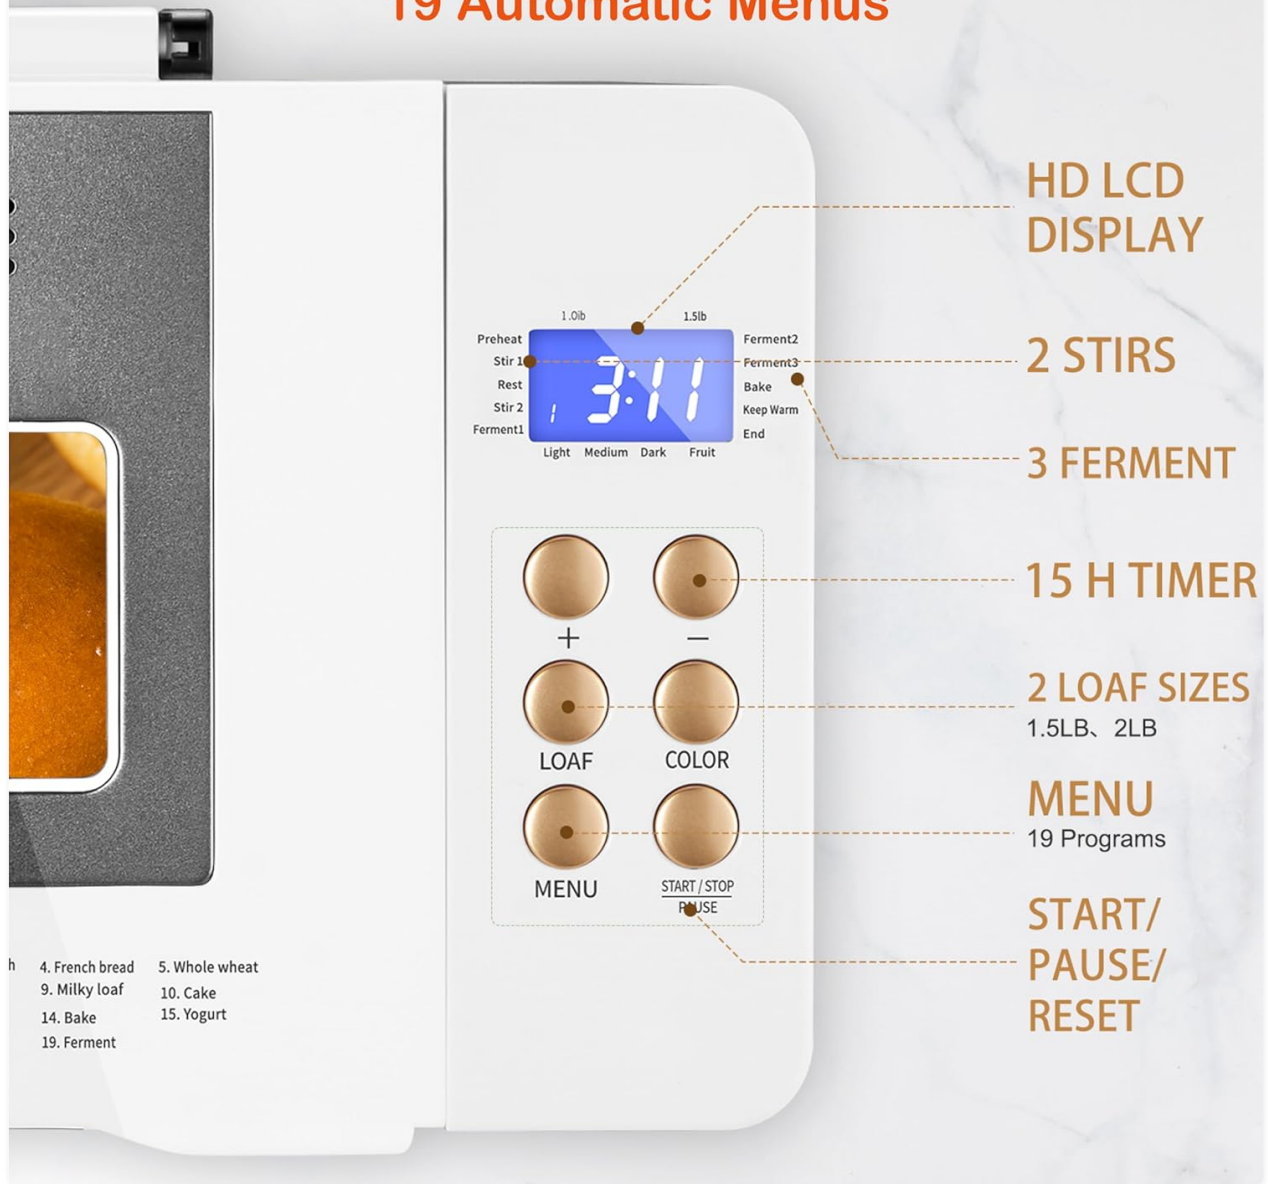 19 Automatic Menus
HD LCD
DISPLAY
1.0ib 1.5lb
Preheat
Stir 1
Rest
Stir 2
Ferment1
3:11
1
Ferment2
Ferment3
Bake
Keep Warm
End
Light Medium Dark Fruit
2 STIRS
3 FERMENT
+ −
15 H TIMER
LOAF COLOR
2 LOAF SIZES
1.5LB、2LB
MENU START / STOP
PAUSE
MENU
19 Programs
START/
PAUSE/
RESET
4. French bread 5. Whole wheat
9. Milky loaf 10. Cake
14. Bake 15. Yogurt
19. Ferment